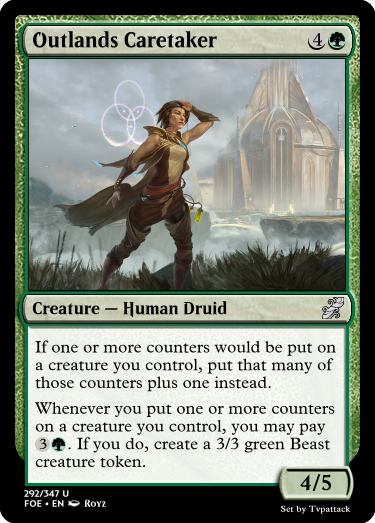 Outlands Caretaker 4
Creature — Human Druid
If one or more counters would be put on
a creature you control, put that many of
those counters plus one instead.
Whenever you put one or more counters
on a creature you control, you may pay
3. If you do, create a 3/3 green Beast
creature token.
4/5
292/347 U
FOE • EN Royz
Set by Tvpattack